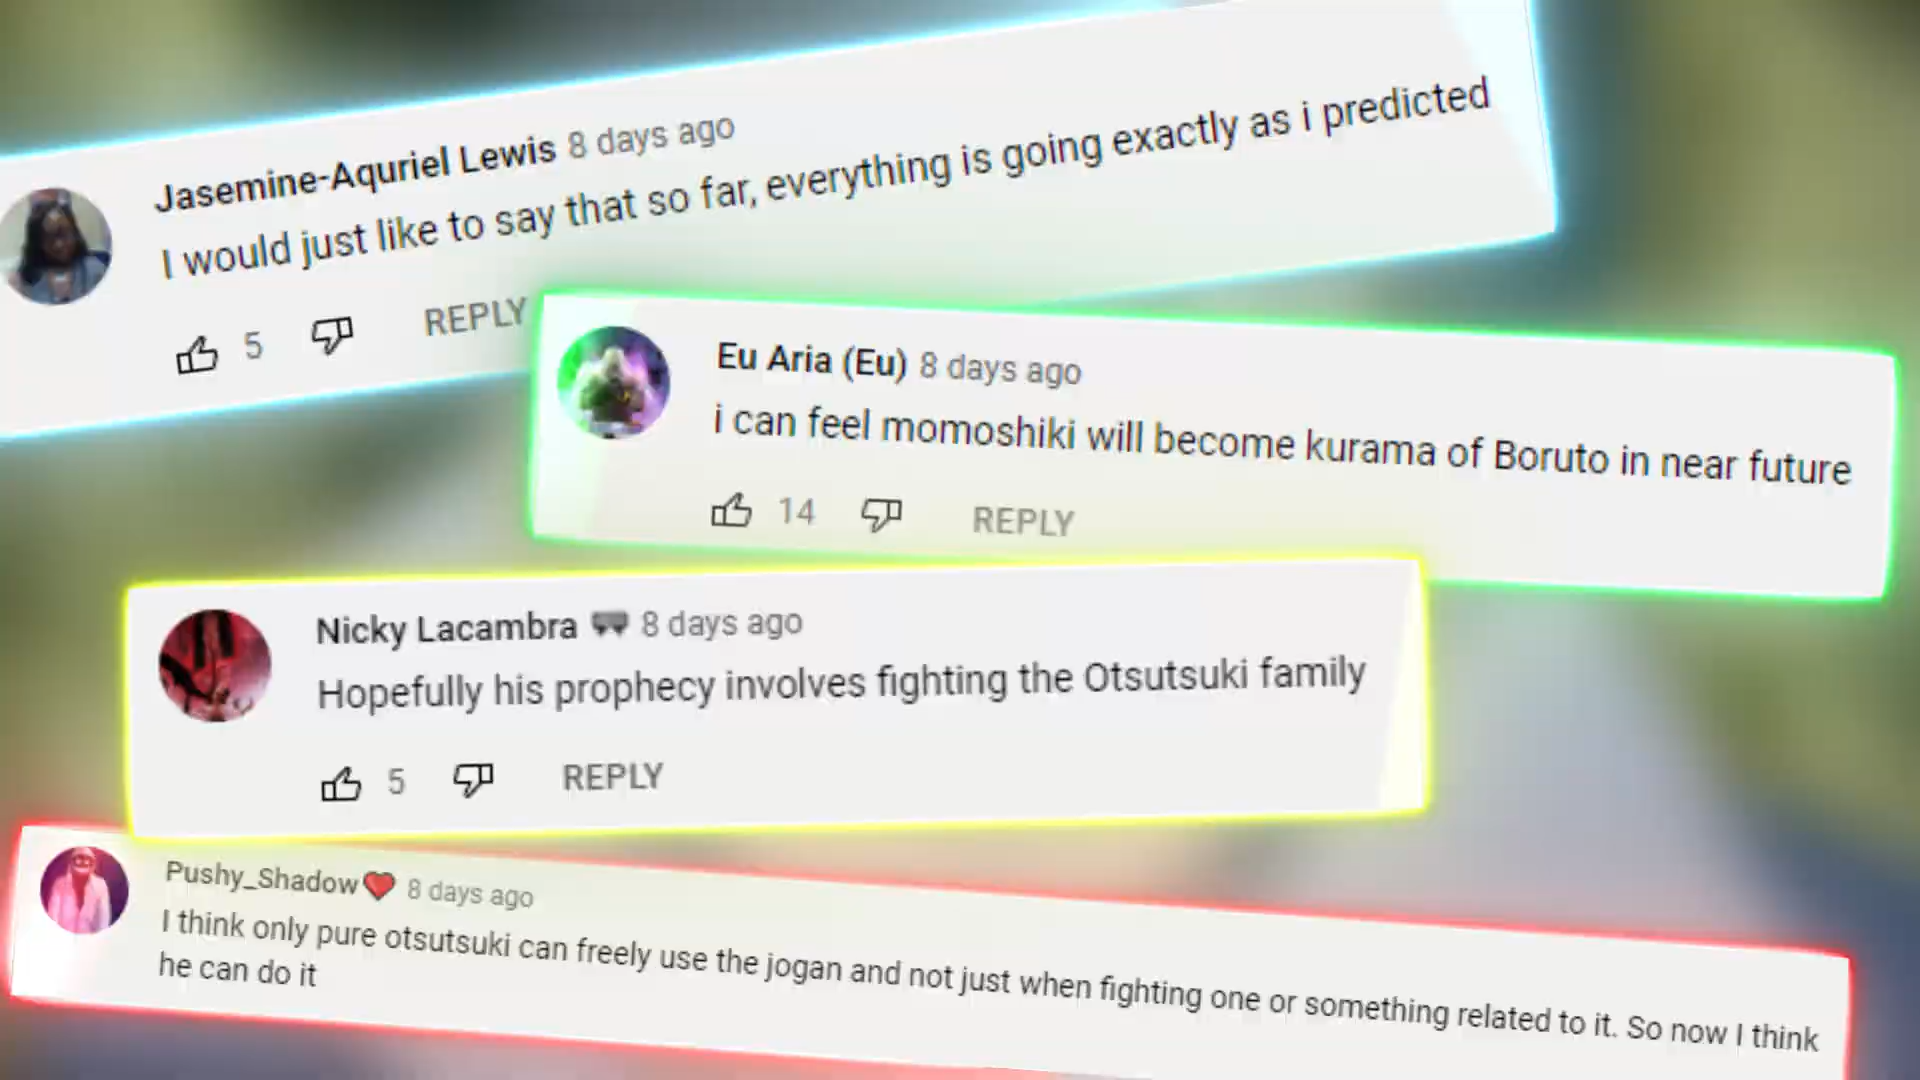 Jasemine-Aquriel Lewis 8 days ago
I would just like to say that so far, everything is going exactly as i predicted
5 REPLY
Eu Aria (Eu) 8 days ago
i can feel momoshiki will become kurama of Boruto in near future
14 REPLY
Nicky Lacambra 🕶 8 days ago
Hopefully his prophecy involves fighting the Otsutsuki family
5 REPLY
Pushy_Shadow❤️ 8 days ago
I think only pure otsutsuki can freely use the jogan and not just when fighting one or something related to it. So now I think
he can do it